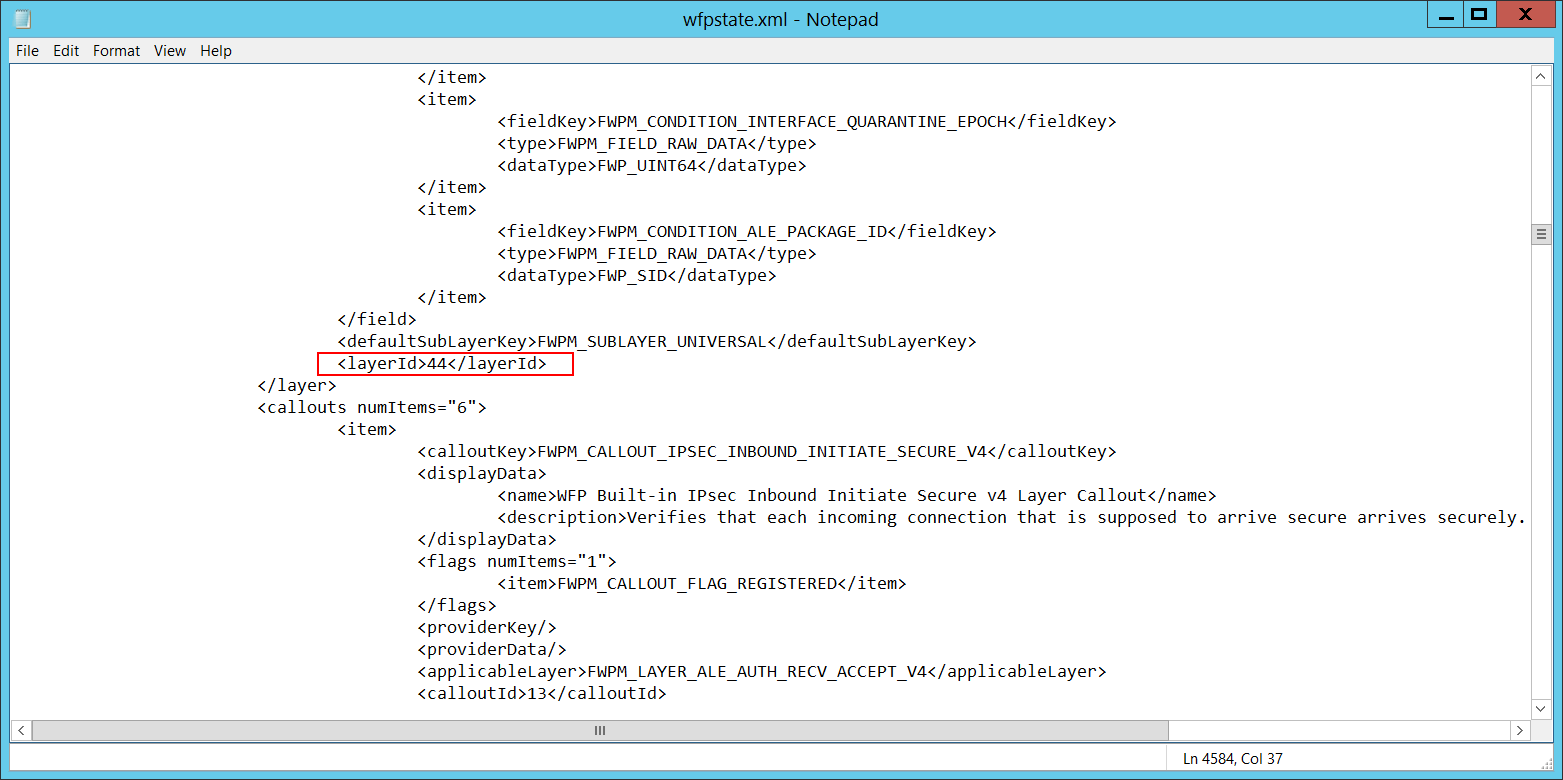 wfpstate.xml - Notepad
File Edit Format View Help
</item>
<item>
<fieldKey>FWPM_CONDITION_INTERFACE_QUARANTINE_EPOCH</fieldKey>
<type>FWPM_FIELD_RAW_DATA</type>
<dataType>FWP_UINT64</dataType>
</item>
<item>
<fieldKey>FWPM_CONDITION_ALE_PACKAGE_ID</fieldKey>
<type>FWPM_FIELD_RAW_DATA</type>
<dataType>FWP_SID</dataType>
</item>
</field>
<defaultSubLayerKey>FWPM_SUBLAYER_UNIVERSAL</defaultSubLayerKey>
<layerId>44</layerId>
</layer>
<callouts numItems="6">
<item>
<calloutKey>FWPM_CALLOUT_IPSEC_INBOUND_INITIATE_SECURE_V4</calloutKey>
<displayData>
<name>WFP Built-in IPsec Inbound Initiate Secure v4 Layer Callout</name>
<description>Verifies that each incoming connection that is supposed to arrive secure arrives securely.
</displayData>
<flags numItems="1">
<item>FWPM_CALLOUT_FLAG_REGISTERED</item>
</flags>
<providerKey/>
<providerData/>
<applicableLayer>FWPM_LAYER_ALE_AUTH_RECV_ACCEPT_V4</applicableLayer>
<calloutId>13</calloutId>
Ln 4584, Col 37